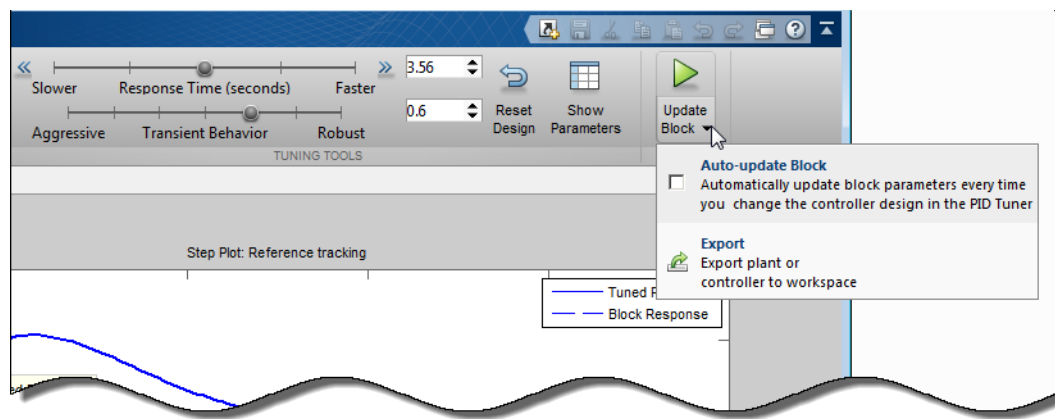 3.56
Slower Response Time (seconds) Faster
0.6
Aggressive Transient Behavior Robust
Reset
Design
Show
Parameters
Update
Block
TUNING TOOLS
Auto-update Block
Automatically update block parameters every time
you change the controller design in the PID Tuner
Export
Export plant or
controller to workspace
Step Plot: Reference tracking
Tuned
Block Response